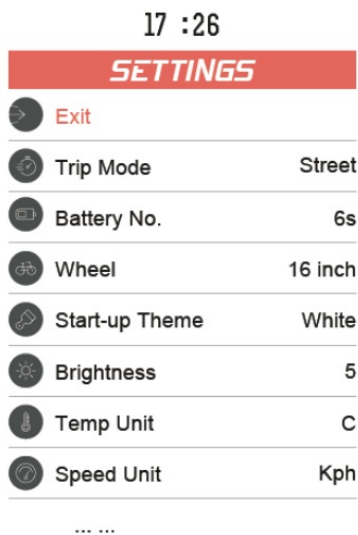 17 :26
SETTINGS
Exit
Trip Mode Street
Battery No. 6s
Wheel 16 inch
Start-up Theme White
Brightness 5
Temp Unit C
Speed Unit Kph
... ...